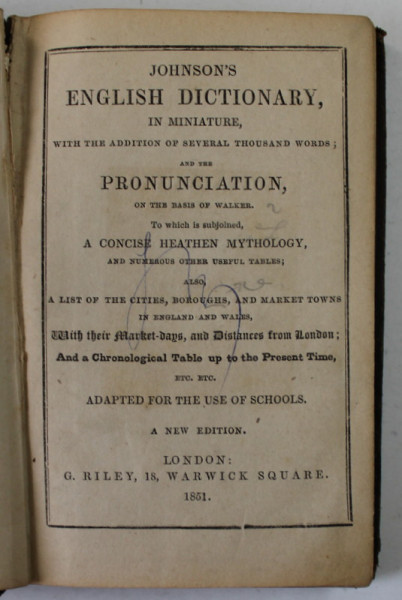 JOHNSON'S
ENGLISH DICTIONARY,
IN MINIATURE,
WITH THE ADDITION OF SEVERAL THOUSAND WORDS;
AND THE
PRONUNCIATION,
ON THE BASIS OF WALKER.
To which is subjoined,
A CONCISE HEATHEN MYTHOLOGY,
AND NUMEROUS OTHER USEFUL TABLES;
ALSO,
A LIST OF THE CITIES, BOROUGHS, AND MARKET TOWNS
IN ENGLAND AND WALES,
With their Market-days, and Distances from London;
And a Chronological Table up to the Present Time,
ETC. ETC.
ADAPTED FOR THE USE OF SCHOOLS.
A NEW EDITION.
LONDON:
G. RILEY, 18, WARWICK SQUARE.
1851.